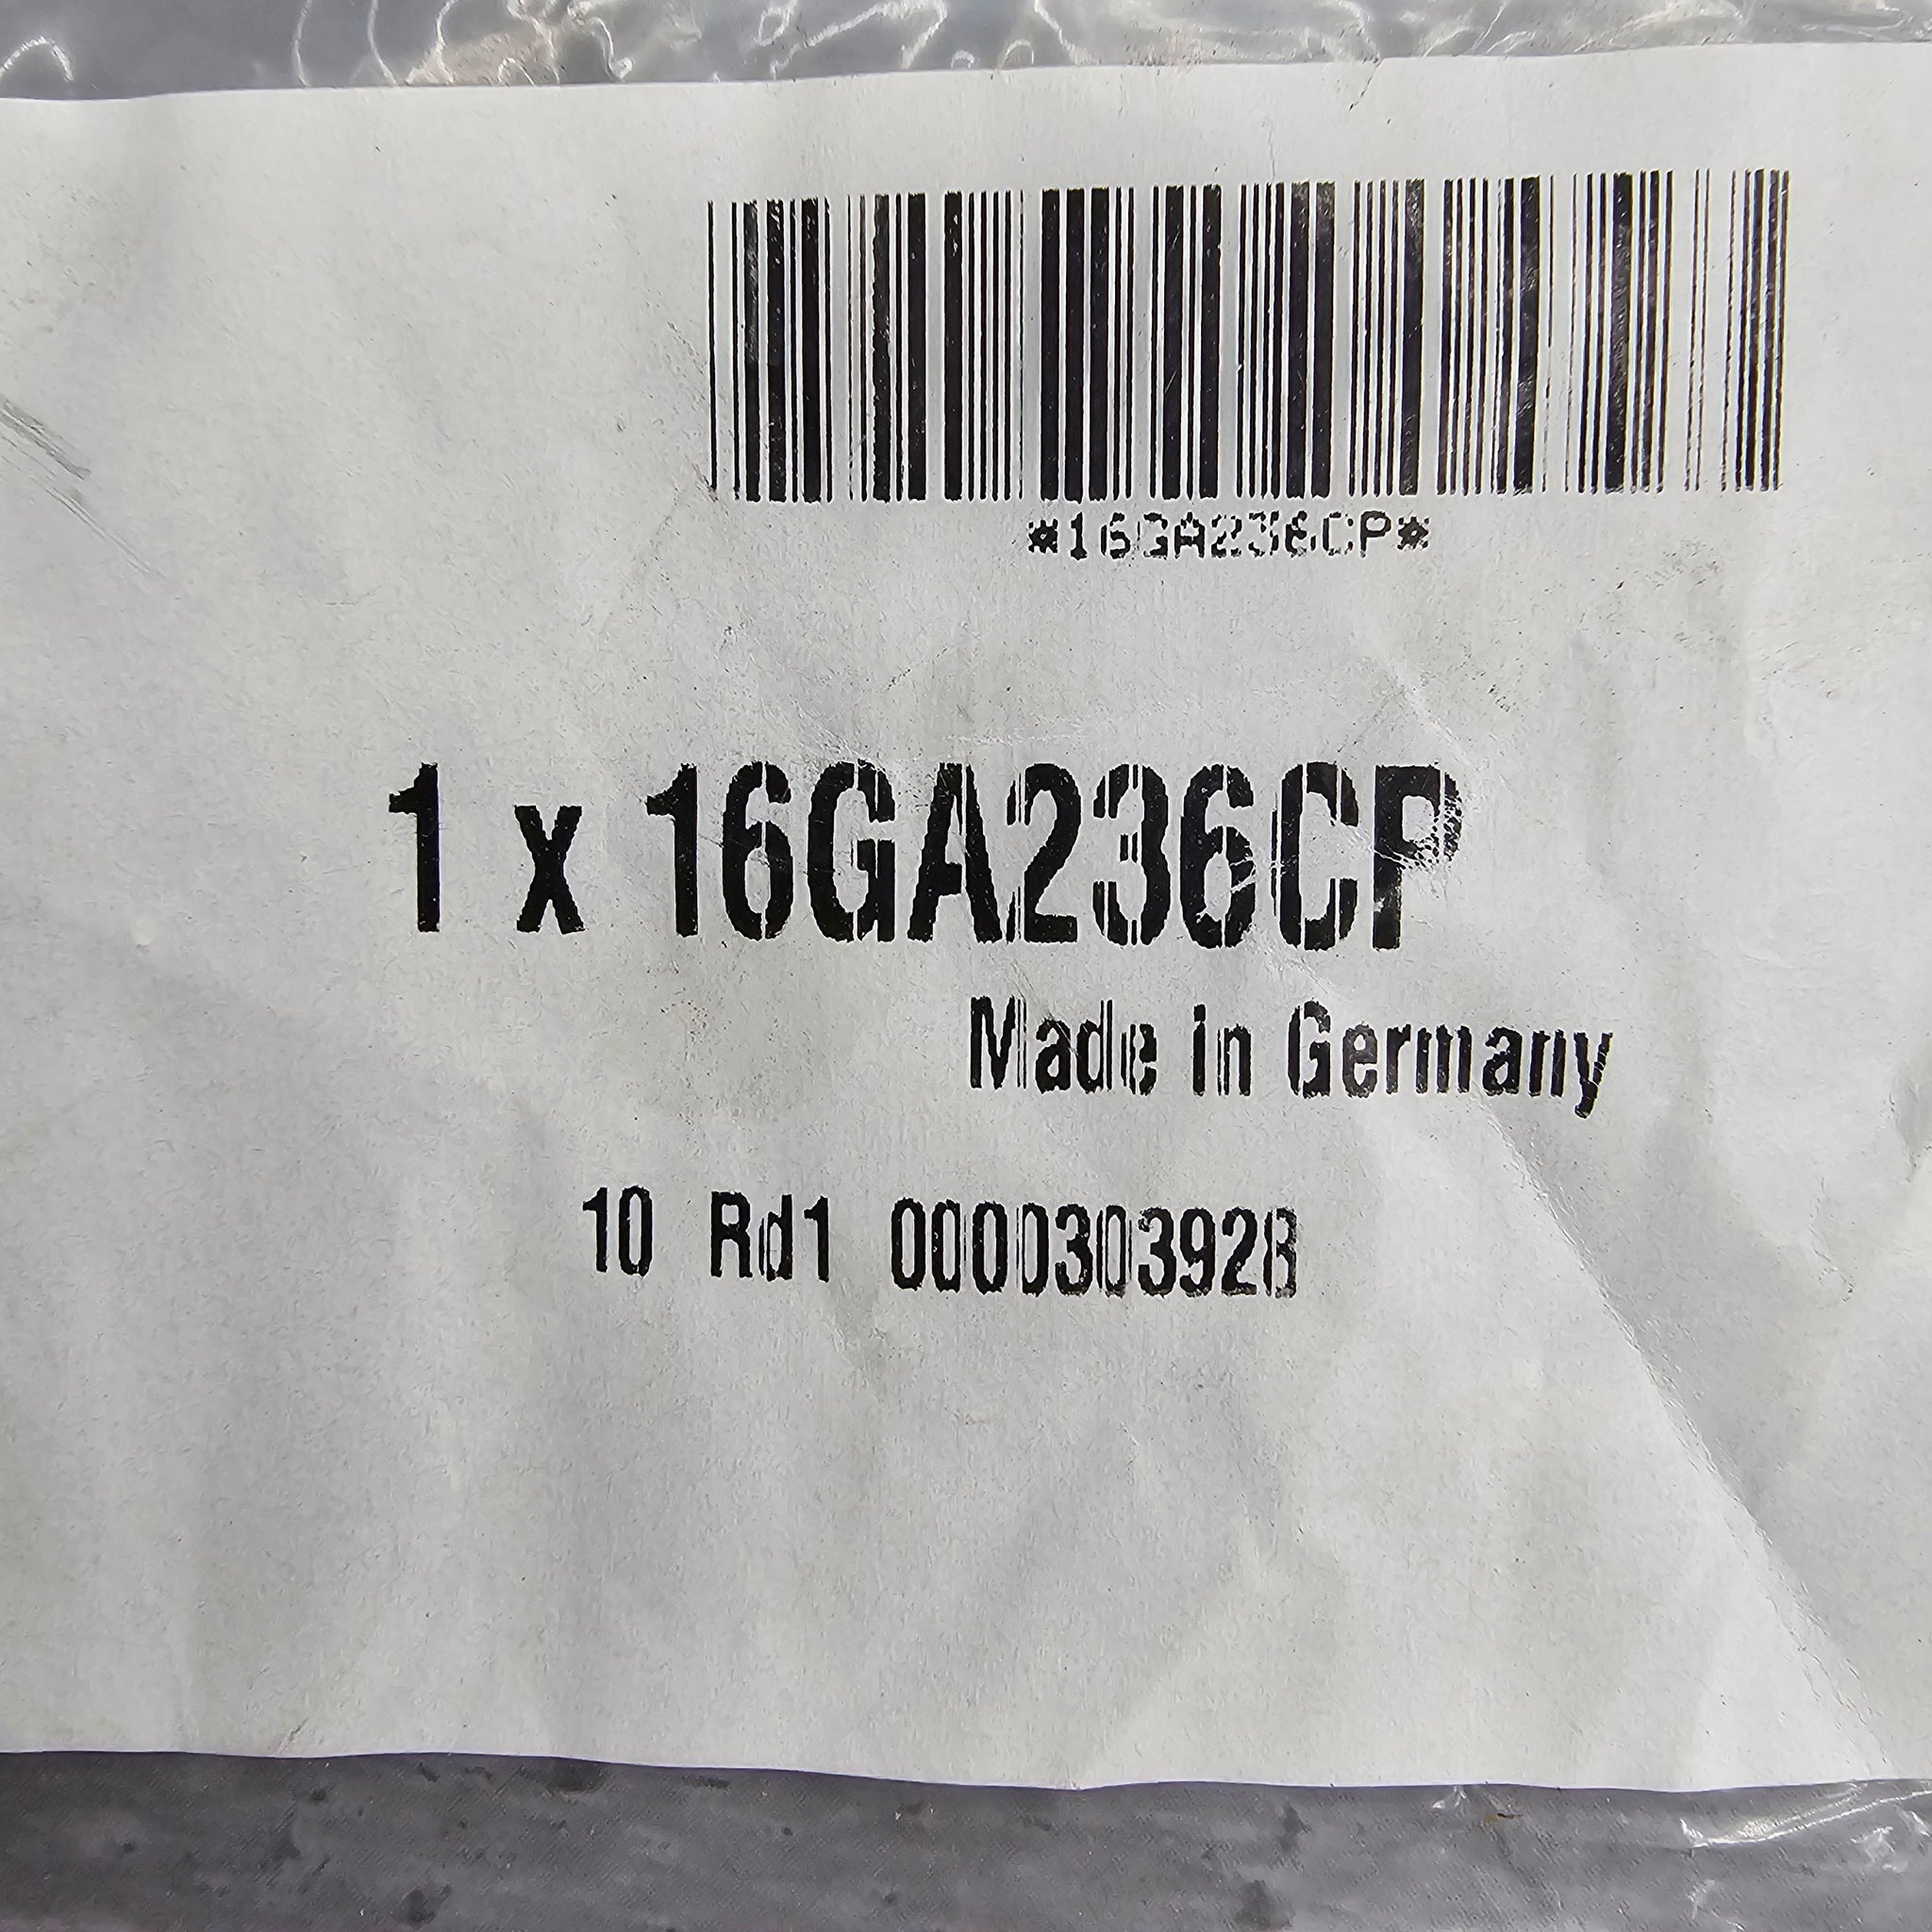 *16GA236CP*
1 x 16GA236CP
Made in Germany
10 Rd1 0000303928